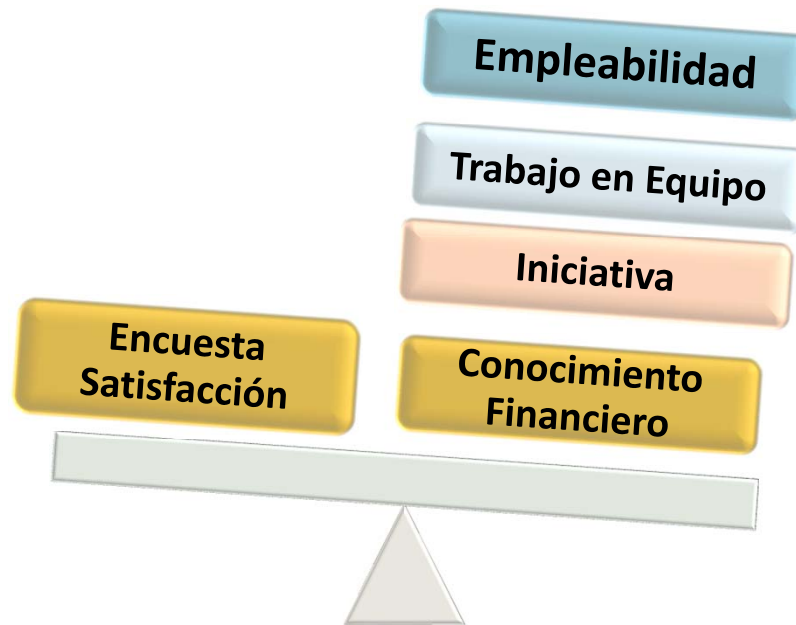 Empleabilidad
Trabajo en Equipo
Iniciativa
Encuesta
Satisfacción
Conocimiento
Financiero